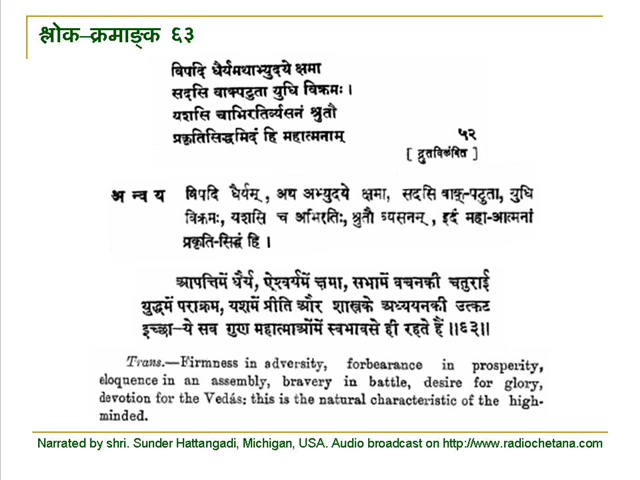 श्लोक–क्रमाङ्क ६३
विपदि धैर्यमथाभ्युदये क्षमा
सदसि वाक्पटुता युधि विक्रमः ।
यशसि चाभिरतिर्व्यसनं श्रुतौ
प्रकृतिसिद्धमिदं हि महात्मनाम् ५२
[ द्रुतविलंबित ]
अ न्व य विपदि धैर्यम् , अथ अभ्युदये क्षमा, सदसि वाक्-पटुता, युधि
विक्रमः, यशसि च अभिरतिः, श्रुतौ व्यसनम् , इदं महा-आत्मनां
प्रकृति-सिद्धं हि ।
आपत्तिमें धैर्य, ऐश्वर्यमें क्षमा, सभामें वचनकी चतुराई
युद्धमें पराक्रम, यशमें प्रीति और शास्त्रके अध्ययनकी उत्कट
इच्छा-ये सब गुण महात्माओंमें स्वभावसे ही रहते हैं ॥६३॥
Trans.—Firmness in adversity, forbearance in prosperity,
eloquence in an assembly, bravery in battle, desire for glory,
devotion for the Vedás: this is the natural characteristic of the high-
minded.
Narrated by shri. Sunder Hattangadi, Michigan, USA. Audio broadcast on http://www.radiochetana.com